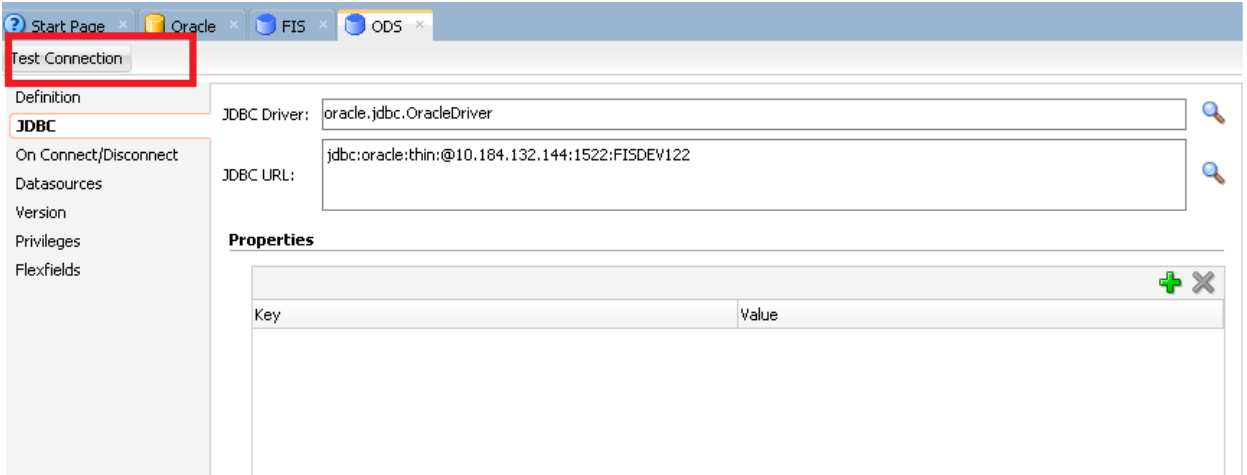 Start Page Oracle FIS ODS
Test Connection
Definition
JDBC
On Connect/Disconnect
Datasources
Version
Privileges
Flexfields
JDBC Driver: oracle.jdbc.OracleDriver
JDBC URL: jdbc:oracle:thin:@10.184.132.144:1522:FISDEV122
Properties
Key Value